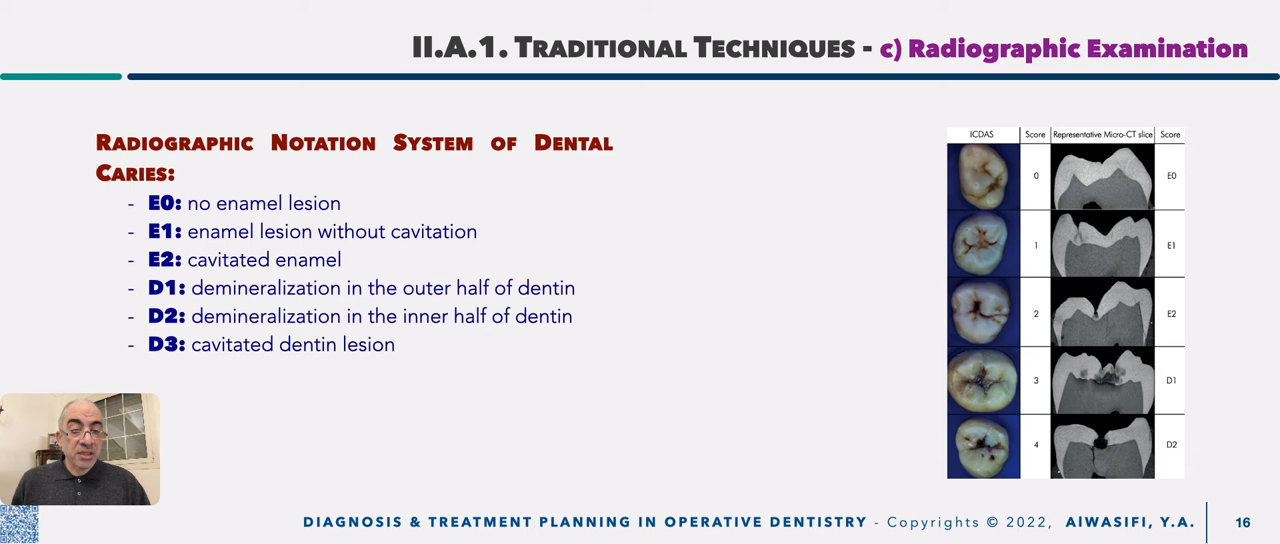 II.A.1. Traditional Techniques - c) Radiographic Examination
Radiographic Notation System of Dental
Caries:
- E0: no enamel lesion
- E1: enamel lesion without cavitation
- E2: cavitated enamel
- D1: demineralization in the outer half of dentin
- D2: demineralization in the inner half of dentin
- D3: cavitated dentin lesion
ICDAS Score Representative Micro-CT slice Score
0 E0
1 E1
2 E2
3 D1
4 D2
DIAGNOSIS & TREATMENT PLANNING IN OPERATIVE DENTISTRY - Copyrights © 2022, AlWASIFI, Y.A. 16